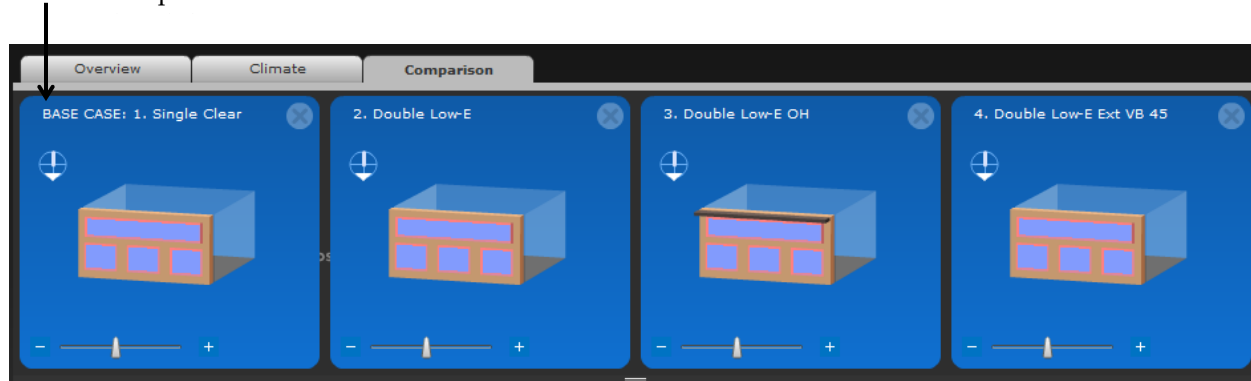 Overview Climate Comparison
BASE CASE: 1. Single Clear 2. Double Low-E 3. Double Low-E OH 4. Double Low-E Ext VB 45